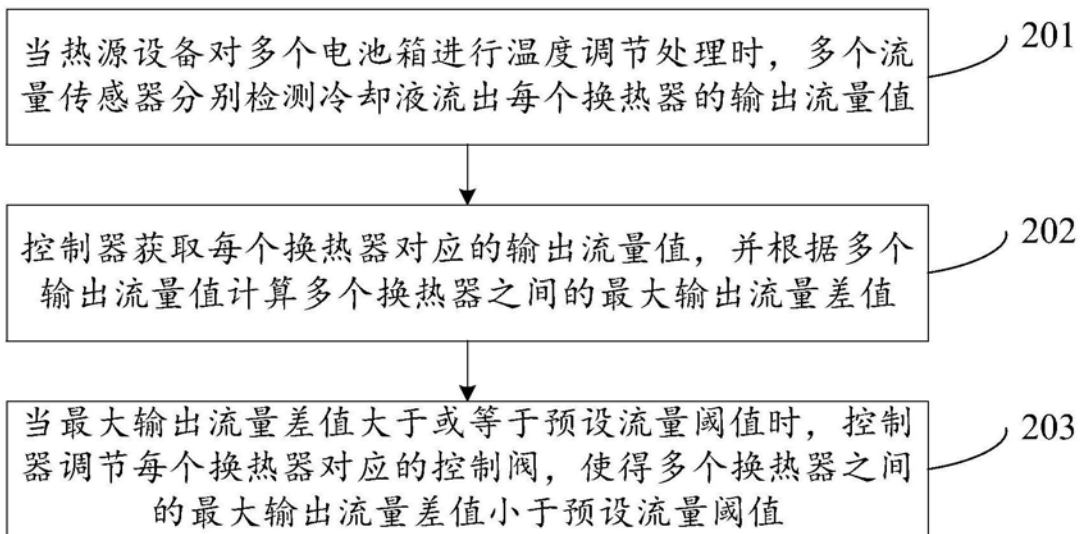 当热源设备对多个电池箱进行温度调节处理时，多个流
量传感器分别检测冷却液流出每个换热器的输出流量值
201
控制器获取每个换热器对应的输出流量值，并根据多个
输出流量值计算多个换热器之间的最大输出流量差值
202
当最大输出流量差值大于或等于预设流量阈值时，控制
器调节每个换热器对应的控制阀，使得多个换热器之间
的最大输出流量差值小于预设流量阈值
203